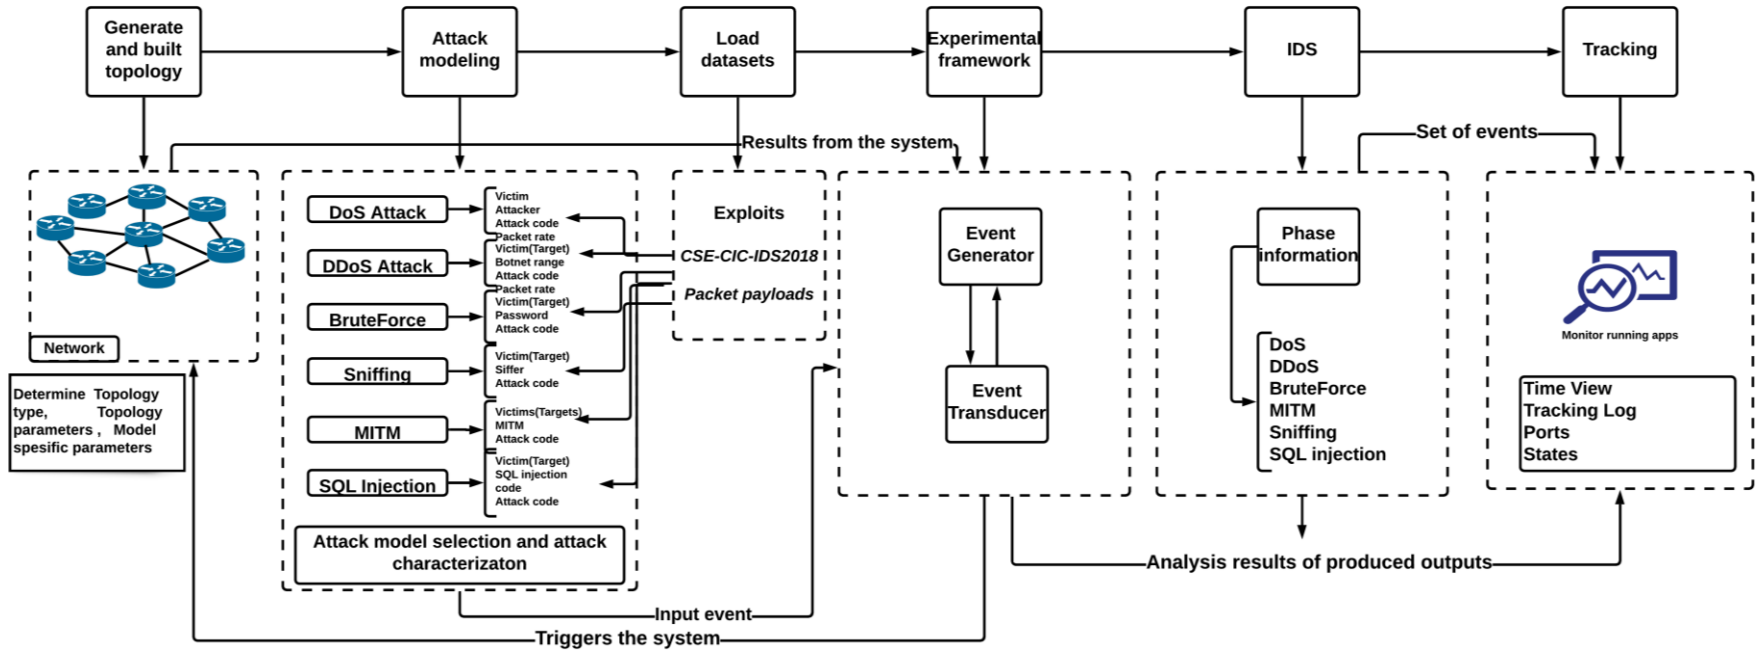 Generate
and built
topology
Attack
modeling
Load
datasets
Experimental
framework
IDS
Tracking
Results from the system
Set of events
Network
Determine Topology
type, Topology
parameters , Model
spesific parameters
DoS Attack
Victim
Attacker
Attack code
Packet rate
DDoS Attack
Victim(Target)
Botnet range
Attack code
Packet rate
BruteForce
Victim(Target)
Password
Attack code
Sniffing
Victim(Target)
Siffer
Attack code
MITM
Victims(Targets)
MITM
Attack code
SQL Injection
Victim(Target)
SQL injection
code
Attack code
Attack model selection and attack
characterizaton
Exploits
CSE-CIC-IDS2018
Packet payloads
Event
Generator
Event
Transducer
Phase
information
DoS
DDoS
BruteForce
MITM
Sniffing
SQL injection
Monitor running apps
Time View
Tracking Log
Ports
States
Analysis results of produced outputs
Input event
Triggers the system